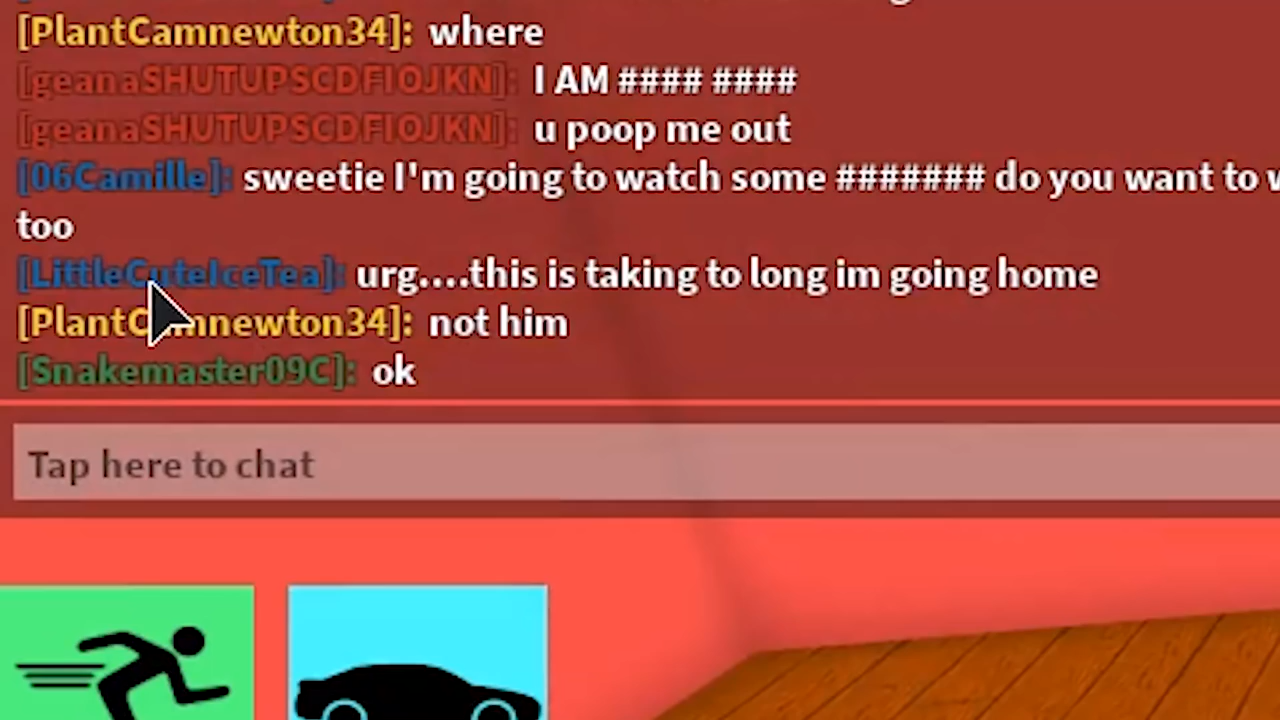 [PlantCamnewton34]: where
[geanaSHUTUPSCDFIOJKN]: I AM #### ####
[geanaSHUTUPSCDFIOJKN]: u poop me out
[06Camille]: sweetie I'm going to watch some ####### do you want to
too
[LittleCuteIceTea]: urg....this is taking to long im going home
[PlantCamnewton34]: not him
[Snakemaster09C]: ok
Tap here to chat